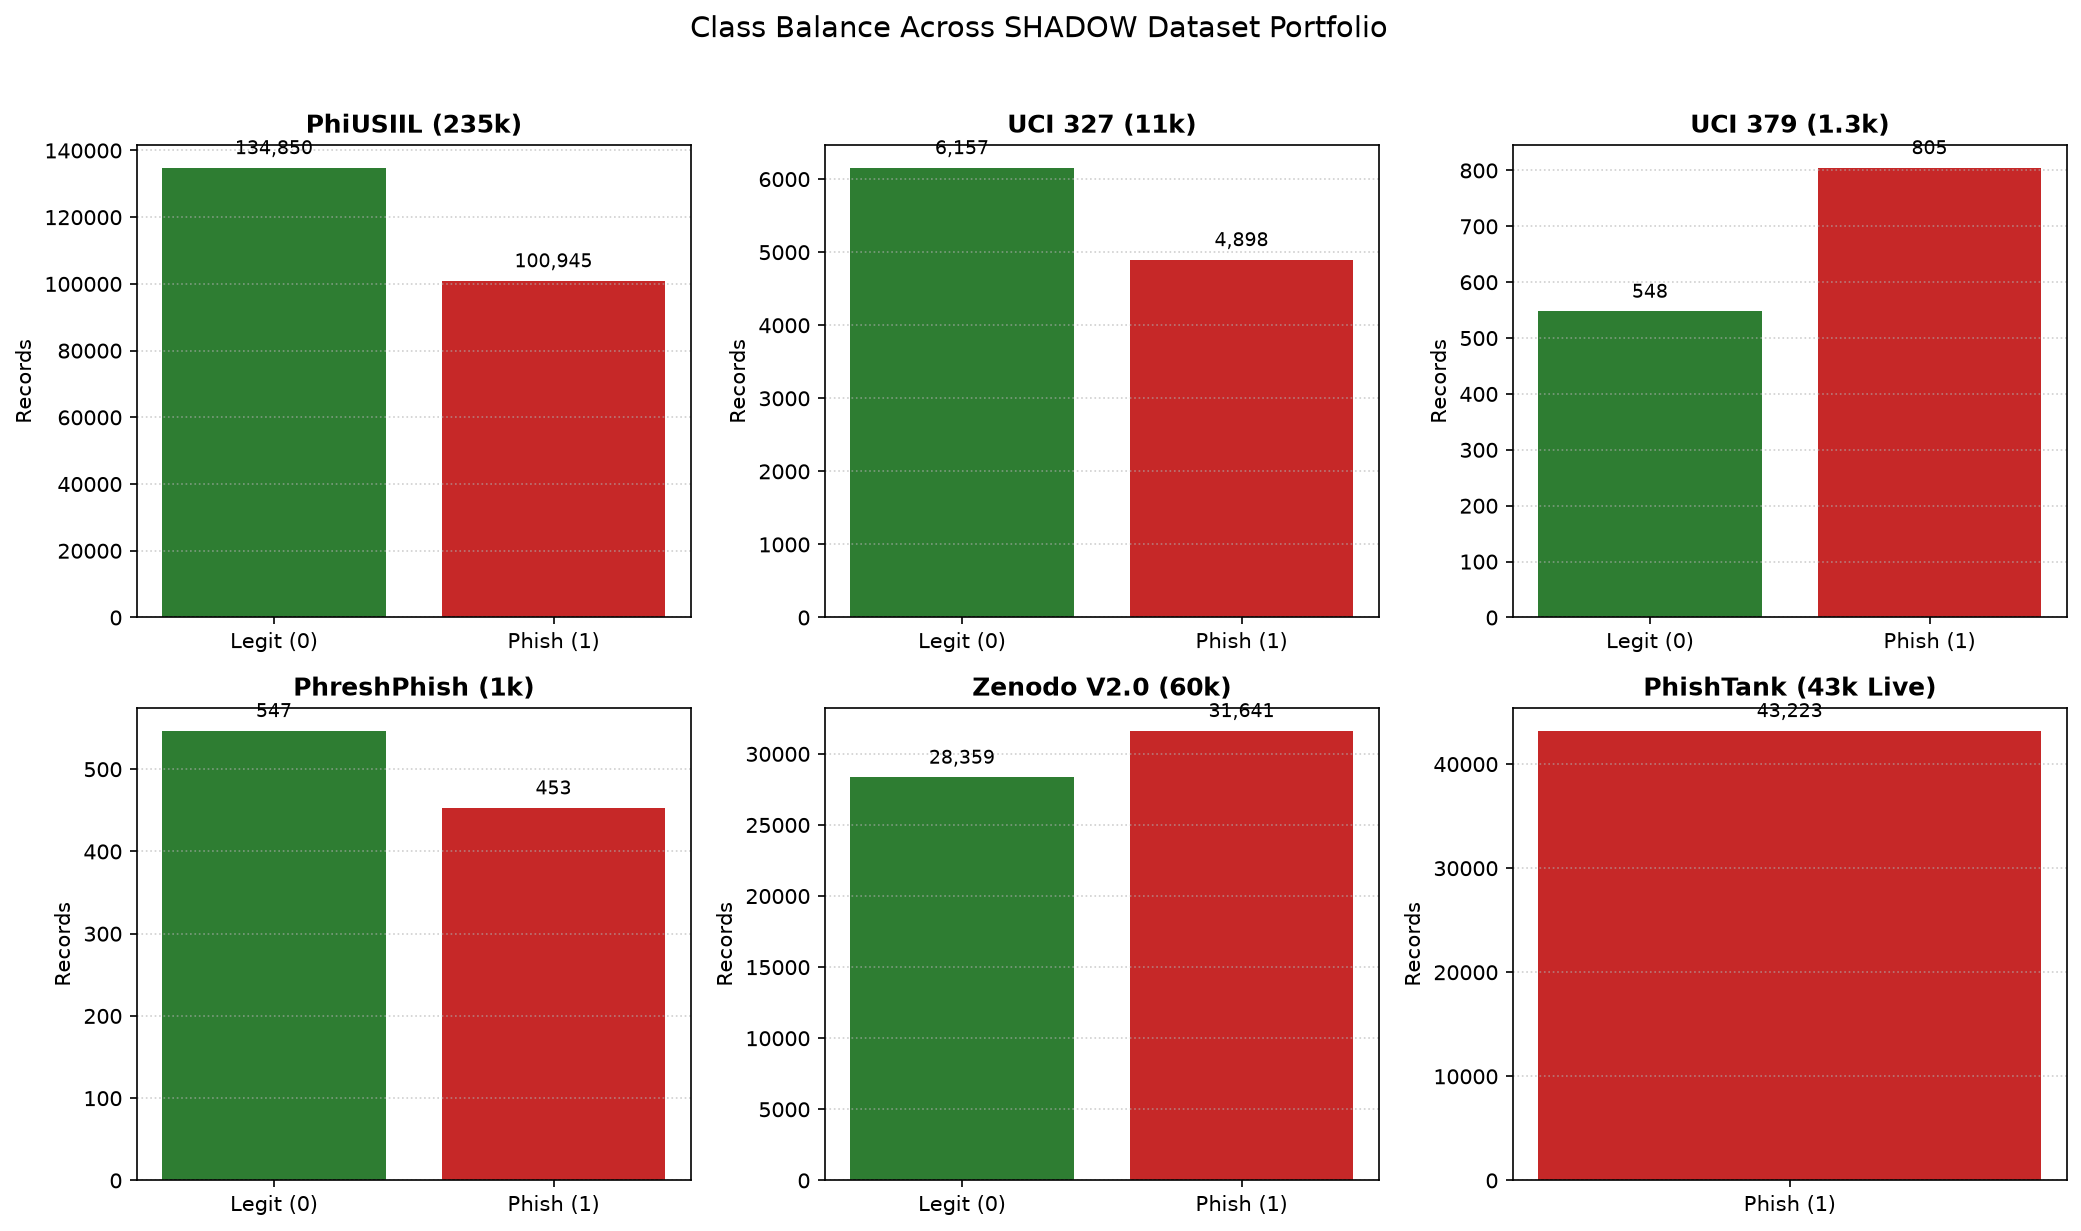 Class Balance Across SHADOW Dataset Portfolio
PhiUSIIL (235k)
Records
140000
120000
100000
80000
60000
40000
20000
0
134,850
100,945
Legit (0)
Phish (1)
UCI 327 (11k)
Records
6000
5000
4000
3000
2000
1000
0
6,157
4,898
Legit (0)
Phish (1)
UCI 379 (1.3k)
Records
800
700
600
500
400
300
200
100
0
548
805
Legit (0)
Phish (1)
PhreshPhish (1k)
Records
500
400
300
200
100
0
547
453
Legit (0)
Phish (1)
Zenodo V2.0 (60k)
Records
30000
25000
20000
15000
10000
5000
0
28,359
31,641
Legit (0)
Phish (1)
PhishTank (43k Live)
Records
40000
30000
20000
10000
0
43,223
Phish (1)